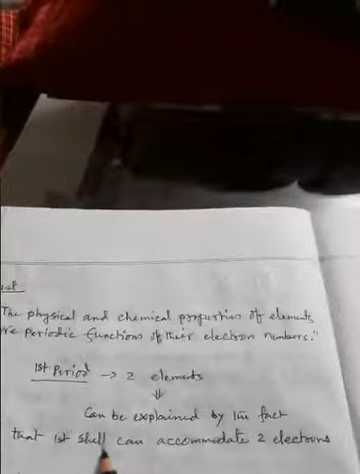 "The physical and chemical properties of elements
are Periodic functions of their electron numbers."
1st Period → 2 elements
⇓
Can be explained by the fact
that 1st shell can accommodate 2 electrons